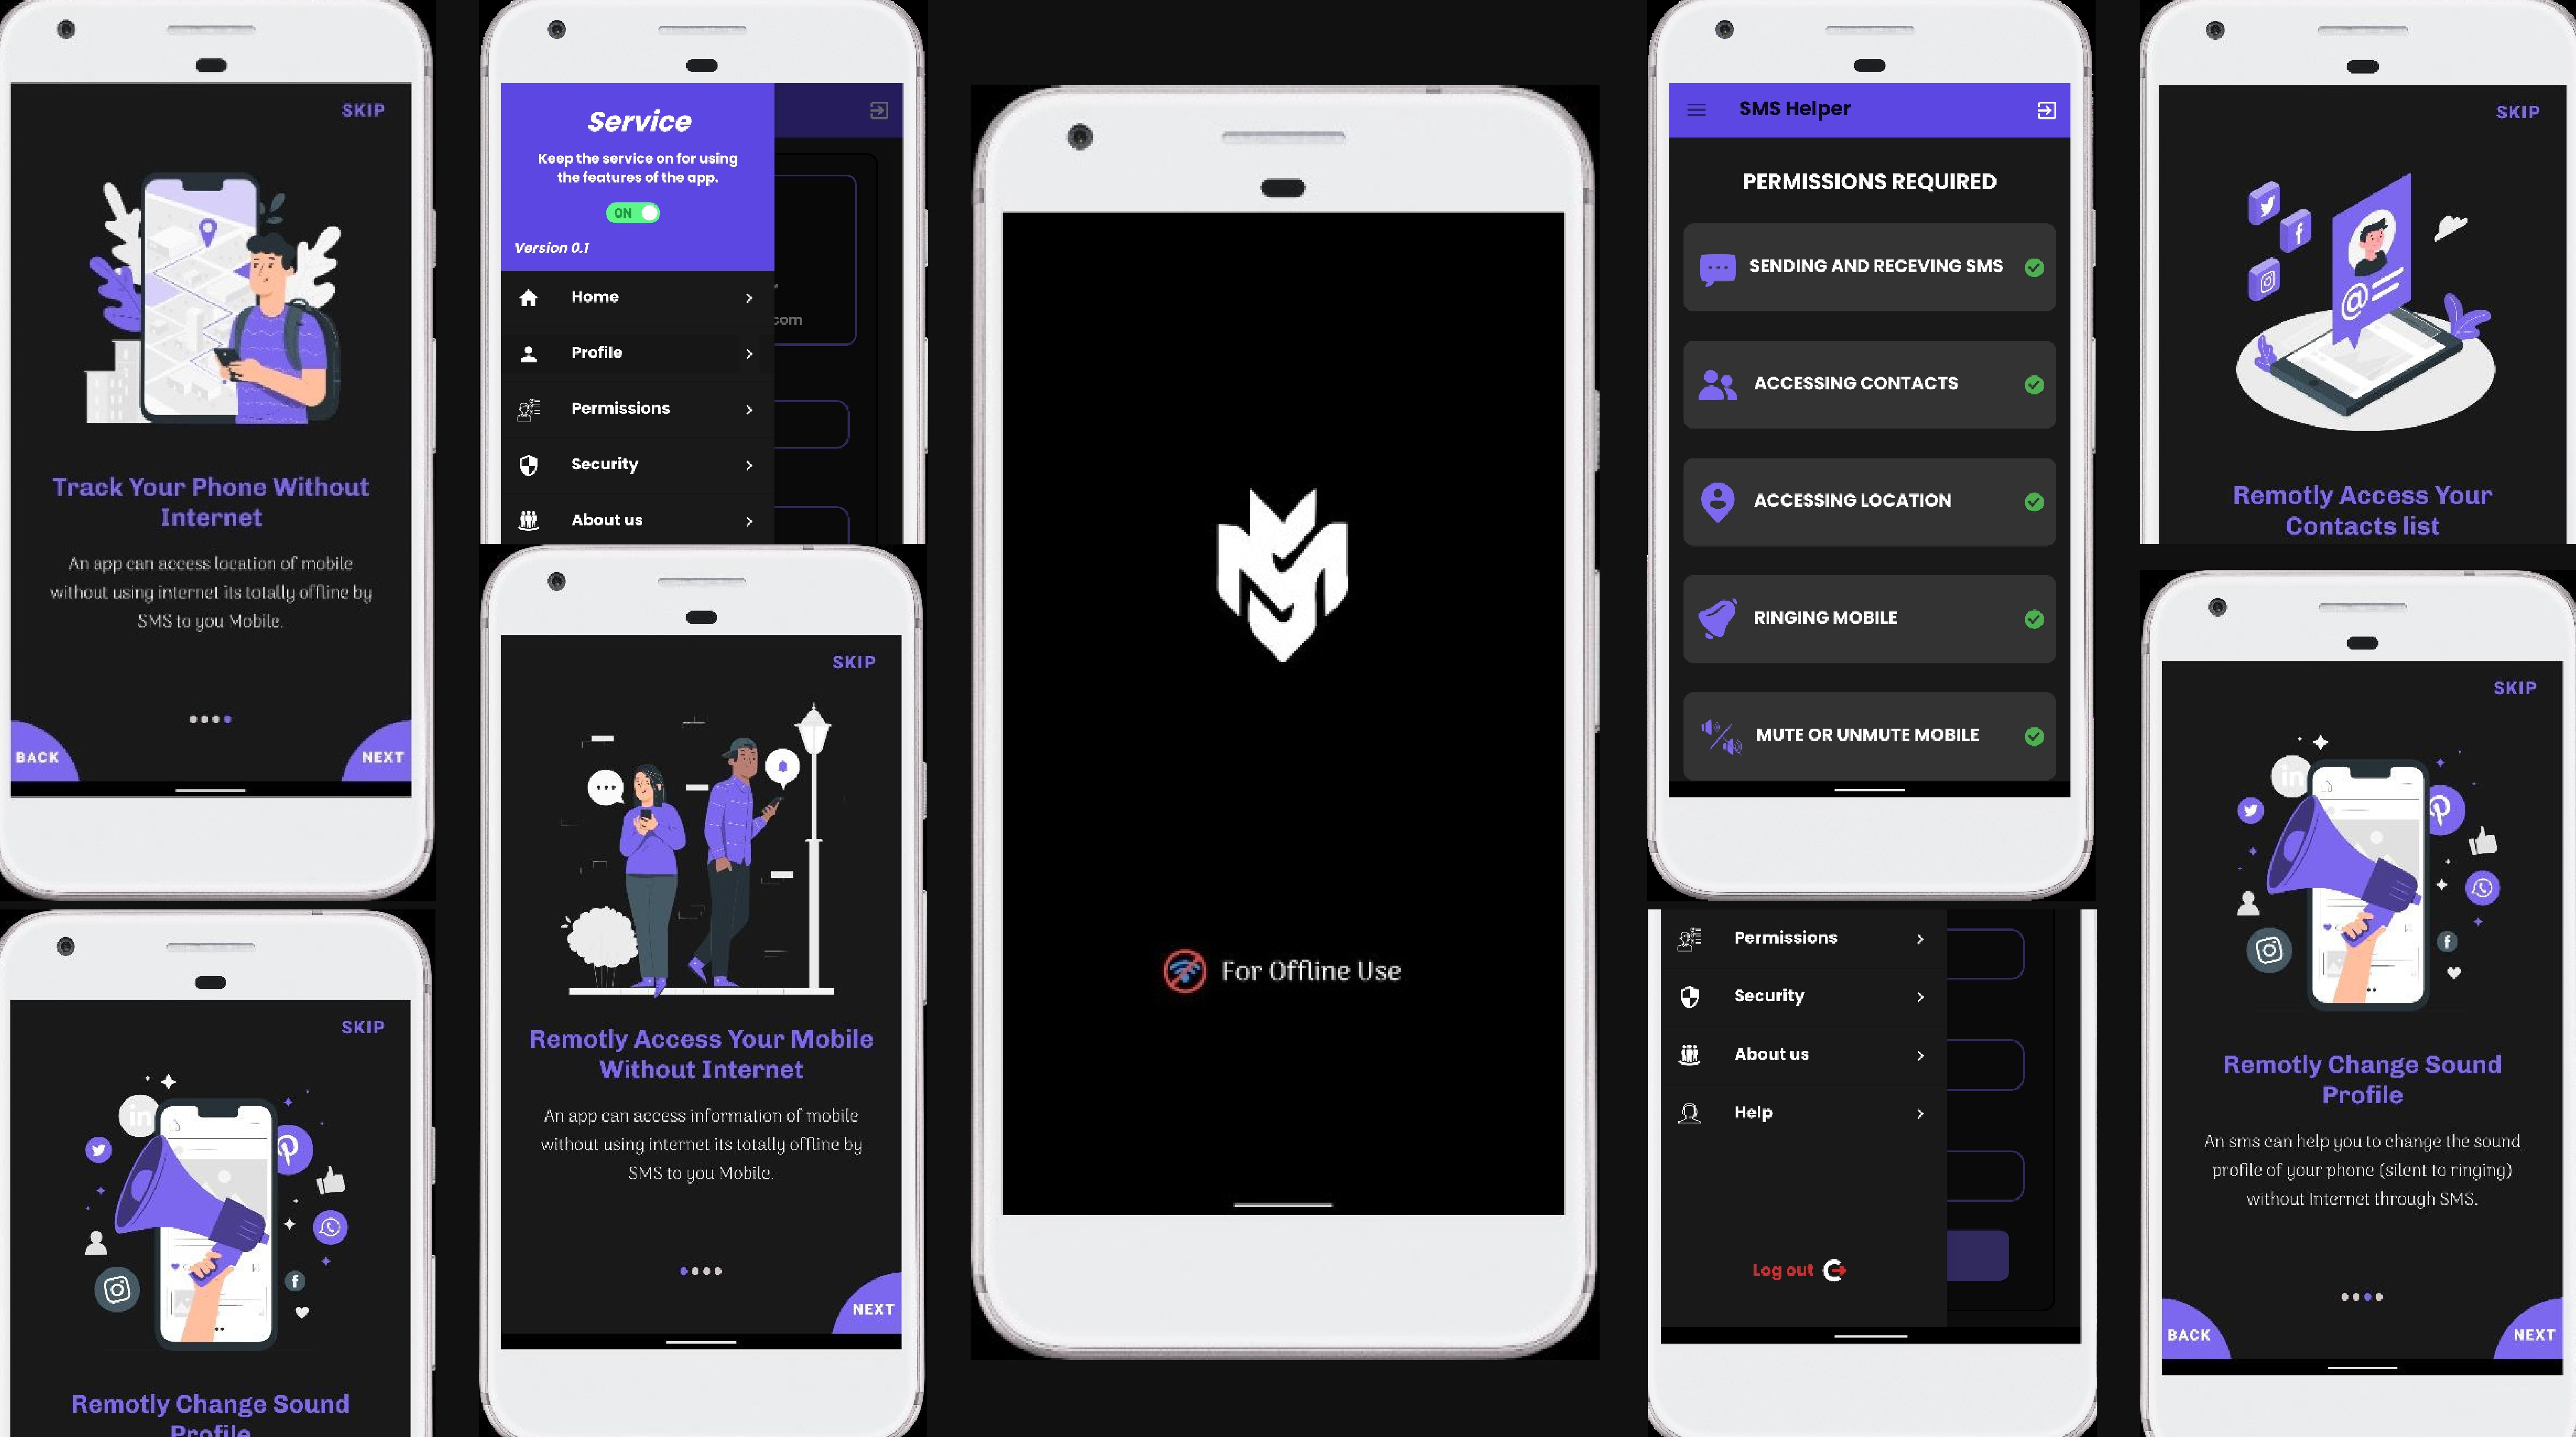 SKIP
Track Your Phone Without
Internet
An app can access location of mobile
without using internet its totally offline by
SMS to you Mobile.
BACK
NEXT
SKIP
in
f
Remotly Change Sound
Profile
Service
Keep the service on for using
the features of the app.
ON
Version 0.1
Home
Profile
Permissions
Security
About us
com
SKIP
Remotly Access Your Mobile
Without Internet
An app can access information of mobile
without using internet its totally offline by
SMS to you Mobile.
NEXT
For Offline Use
SMS Helper
PERMISSIONS REQUIRED
SENDING AND RECEVING SMS
ACCESSING CONTACTS
ACCESSING LOCATION
RINGING MOBILE
MUTE OR UNMUTE MOBILE
Permissions
Security
About us
Help
Log out
SKIP
f
@
Remotly Access Your
Contacts list
SKIP
in
f
Remotly Change Sound
Profile
An sms can help you to change the sound
profile of your phone (silent to ringing)
without Internet through SMS.
BACK
NEXT